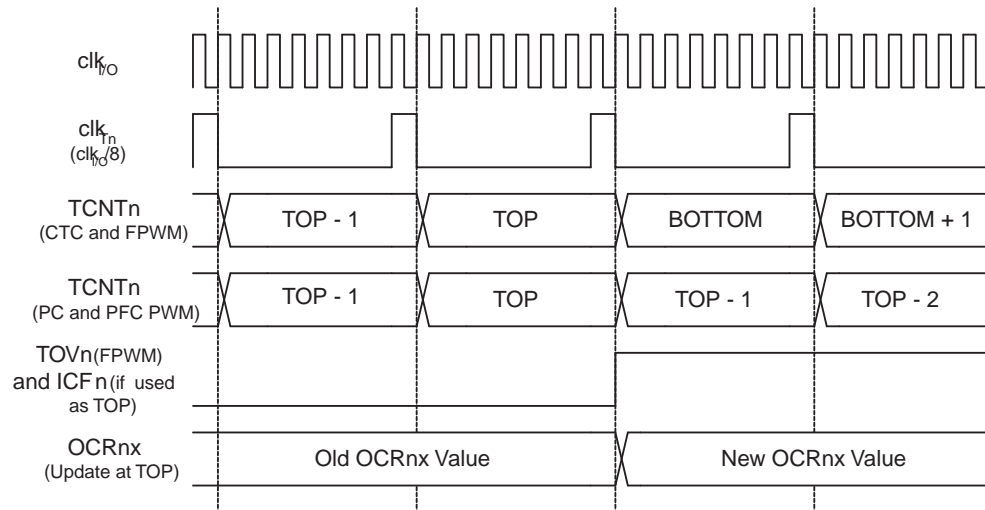 clkI/O
clkTn
(clkI/O/8)
TCNTn
(CTC and FPWM)
TOP - 1 TOP BOTTOM BOTTOM + 1
TCNTn
(PC and PFC PWM)
TOP - 1 TOP TOP - 1 TOP - 2
TOVn(FPWM)
and ICFn(if used
as TOP)
OCRnx
(Update at TOP)
Old OCRnx Value New OCRnx Value